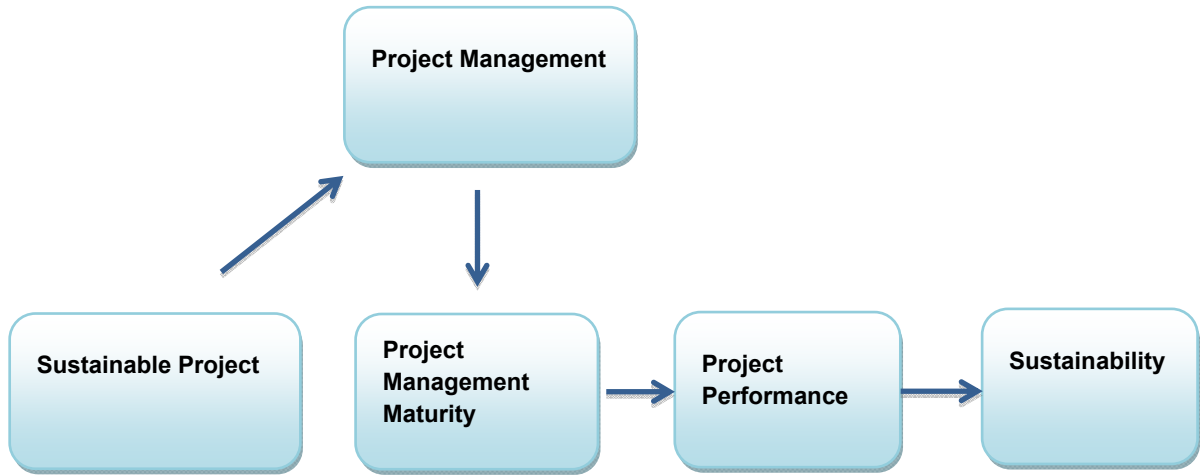 Project Management
Sustainable Project
Project
Management
Maturity
Project
Performance
Sustainability